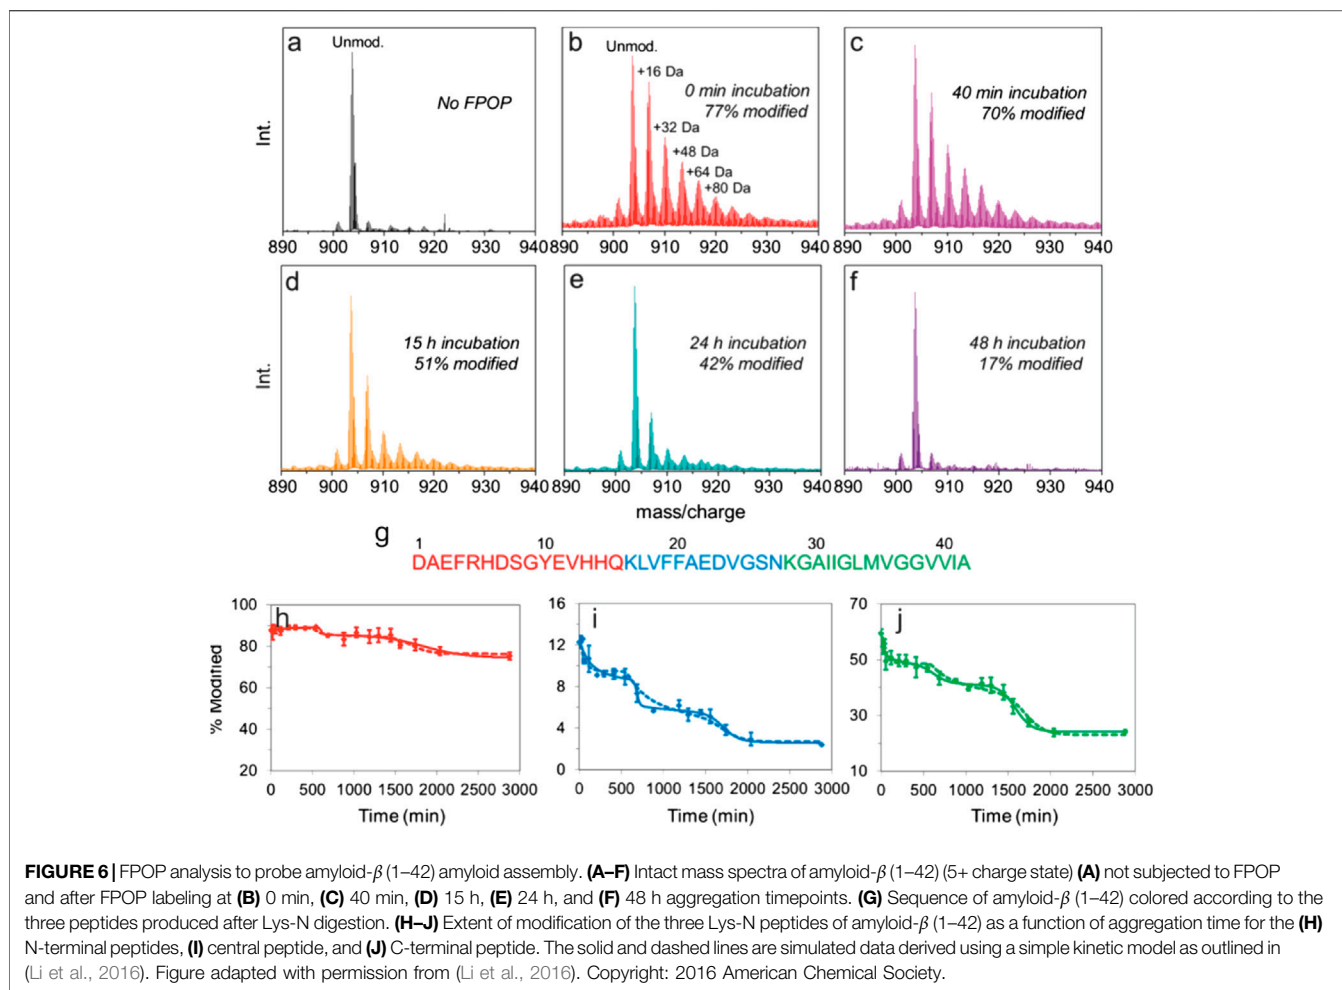 a
Unmod.
No FPOP
Int.
890 900 910 920 930 940
b
Unmod.
+16 Da
+32 Da
+48 Da
+64 Da
+80 Da
0 min incubation
77% modified
890 900 910 920 930 940
c
40 min incubation
70% modified
890 900 910 920 930 940
d
15 h incubation
51% modified
Int.
890 900 910 920 930 940
e
24 h incubation
42% modified
890 900 910 920 930 940
f
48 h incubation
17% modified
890 900 910 920 930 940
mass/charge
g
1 10 20 30 40
DAEFRHDSGYEVHHQKLVFFAEDVGSNKGAIIGLMVGGVVIA
h
% Modified
100
80
60
40
20
0 500 1000 1500 2000 2500 3000
Time (min)
i
16
12
8
4
0
0 500 1000 1500 2000 2500 3000
Time (min)
j
70
50
30
10
0 500 1000 1500 2000 2500 3000
Time (min)
FIGURE 6 | FPOP analysis to probe amyloid-β (1–42) amyloid assembly. (A–F) Intact mass spectra of amyloid-β (1–42) (5+ charge state) (A) not subjected to FPOP
and after FPOP labeling at (B) 0 min, (C) 40 min, (D) 15 h, (E) 24 h, and (F) 48 h aggregation timepoints. (G) Sequence of amyloid-β (1–42) colored according to the
three peptides produced after Lys-N digestion. (H–J) Extent of modification of the three Lys-N peptides of amyloid-β (1–42) as a function of aggregation time for the (H)
N-terminal peptides, (I) central peptide, and (J) C-terminal peptide. The solid and dashed lines are simulated data derived using a simple kinetic model as outlined in
(Li et al., 2016). Figure adapted with permission from (Li et al., 2016). Copyright: 2016 American Chemical Society.